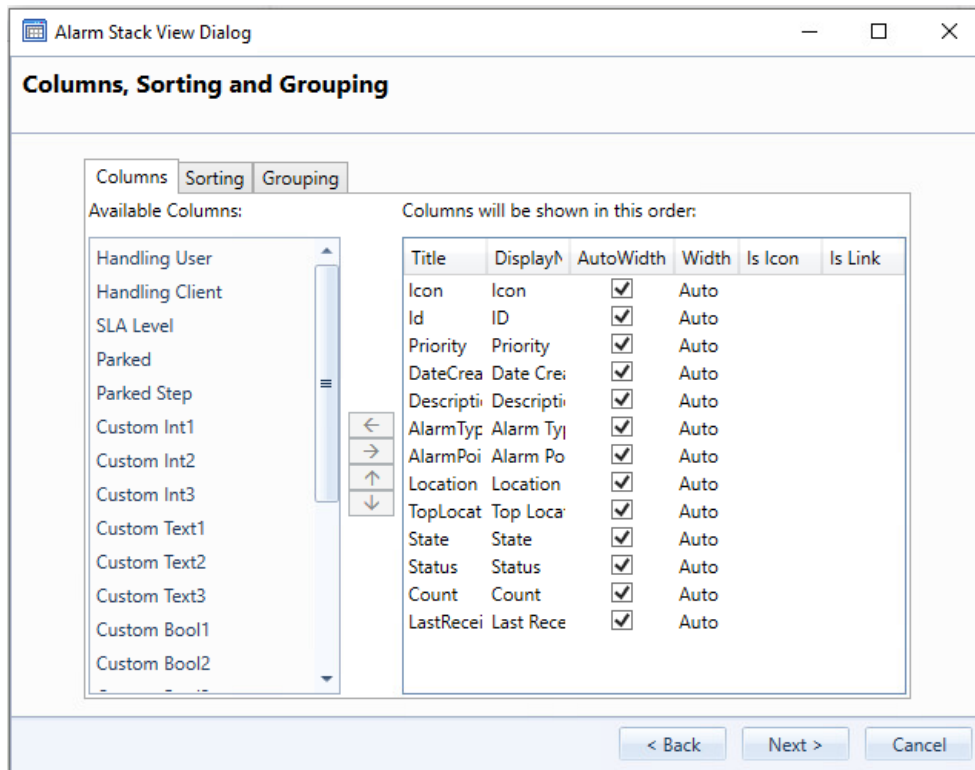 Alarm Stack View Dialog
Columns, Sorting and Grouping
Columns Sorting Grouping
Available Columns:
Handling User
Handling Client
SLA Level
Parked
Parked Step
Custom Int1
Custom Int2
Custom Int3
Custom Text1
Custom Text2
Custom Text3
Custom Bool1
Custom Bool2
Columns will be shown in this order:
Title DisplayN AutoWidth Width Is Icon Is Link
Icon Icon Auto
Id ID Auto
Priority Priority Auto
DateCrea Date Crea Auto
Descripti Descripti Auto
AlarmTyp Alarm Typ Auto
AlarmPoi Alarm Po Auto
Location Location Auto
TopLocat Top Loca Auto
State State Auto
Status Status Auto
Count Count Auto
LastRecei Last Rece Auto
< Back Next > Cancel